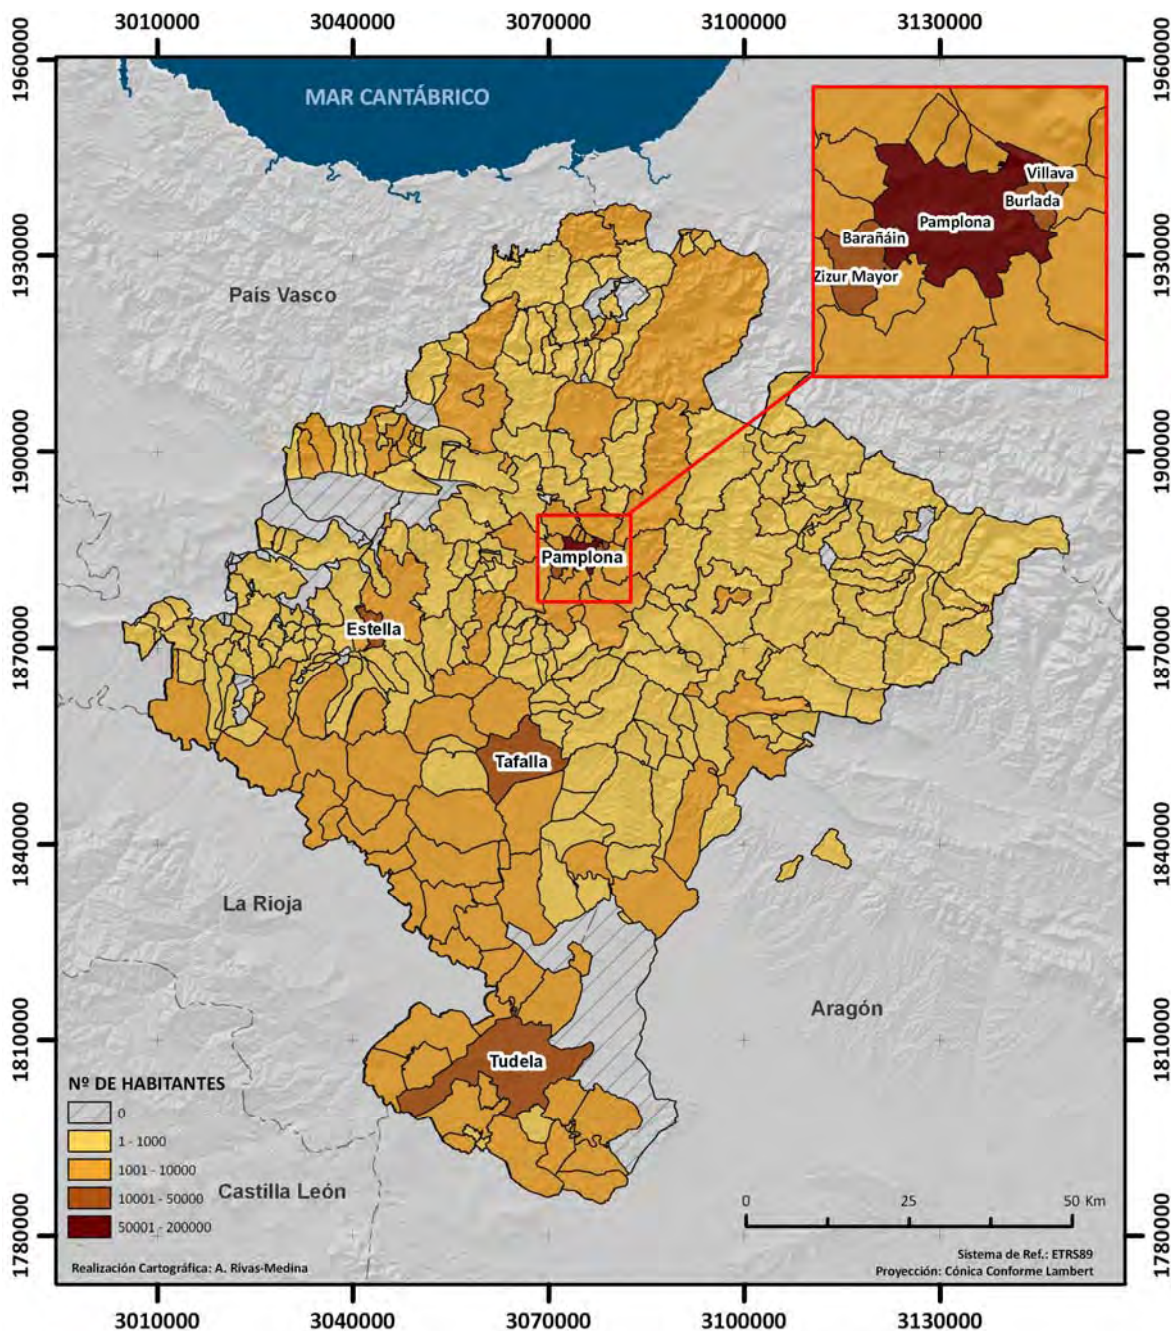 3010000 3040000 3070000 3100000 3130000
1960000
1960000
MAR CANTÁBRICO
Villava
Burlada
Pamplona
Barañáin
Zizur Mayor
1930000
1930000
País Vasco
1900000
1900000
Pamplona
Estella
1870000
1870000
Tafalla
1840000
1840000
La Rioja
Aragón
1810000
1810000
Tudela
Nº DE HABITANTES
0
1 - 1000
1001 - 10000
10001 - 50000
50001 - 200000
Castilla León
0 25 50 Km
1780000
1780000
Sistema de Ref.: ETRS89
Realización Cartográfica: A. Rivas-Medina
Proyección: Cónica Conforme Lambert
3010000 3040000 3070000 3100000 3130000